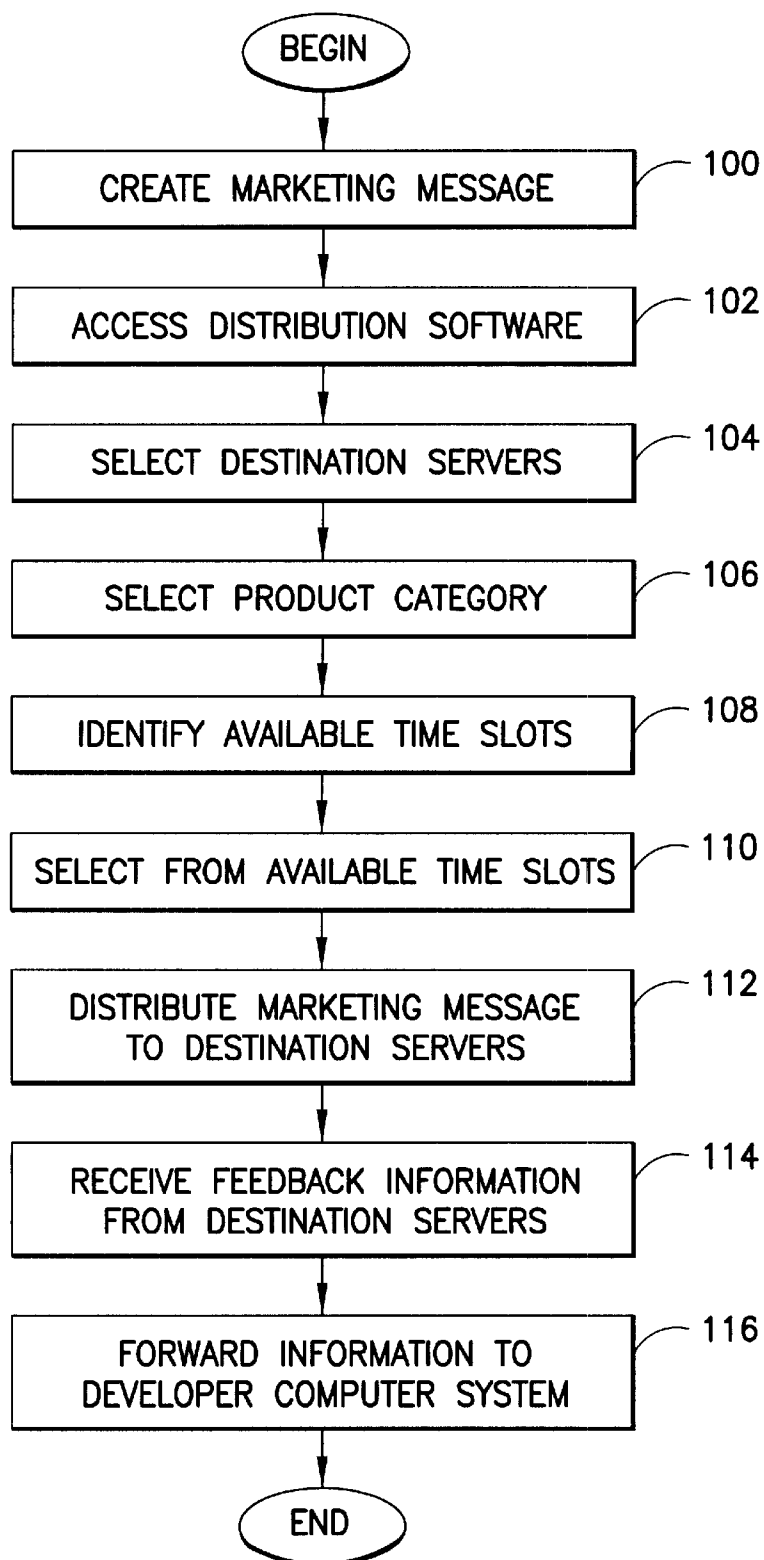 BEGIN
CREATE MARKETING MESSAGE
100
ACCESS DISTRIBUTION SOFTWARE
102
SELECT DESTINATION SERVERS
104
SELECT PRODUCT CATEGORY
106
IDENTIFY AVAILABLE TIME SLOTS
108
SELECT FROM AVAILABLE TIME SLOTS
110
DISTRIBUTE MARKETING MESSAGE
TO DESTINATION SERVERS
112
RECEIVE FEEDBACK INFORMATION
FROM DESTINATION SERVERS
114
FORWARD INFORMATION TO
DEVELOPER COMPUTER SYSTEM
116
END